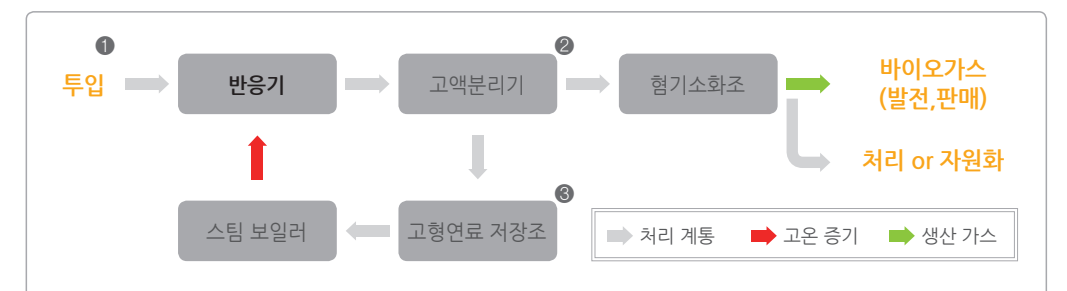 ❶
투입
반응기
고액분리기
❷
혐기소화조
바이오가스
(발전,판매)
처리 or 자원화
스팀 보일러
고형연료 저장조
❸
처리 계통
고온 증기
생산 가스